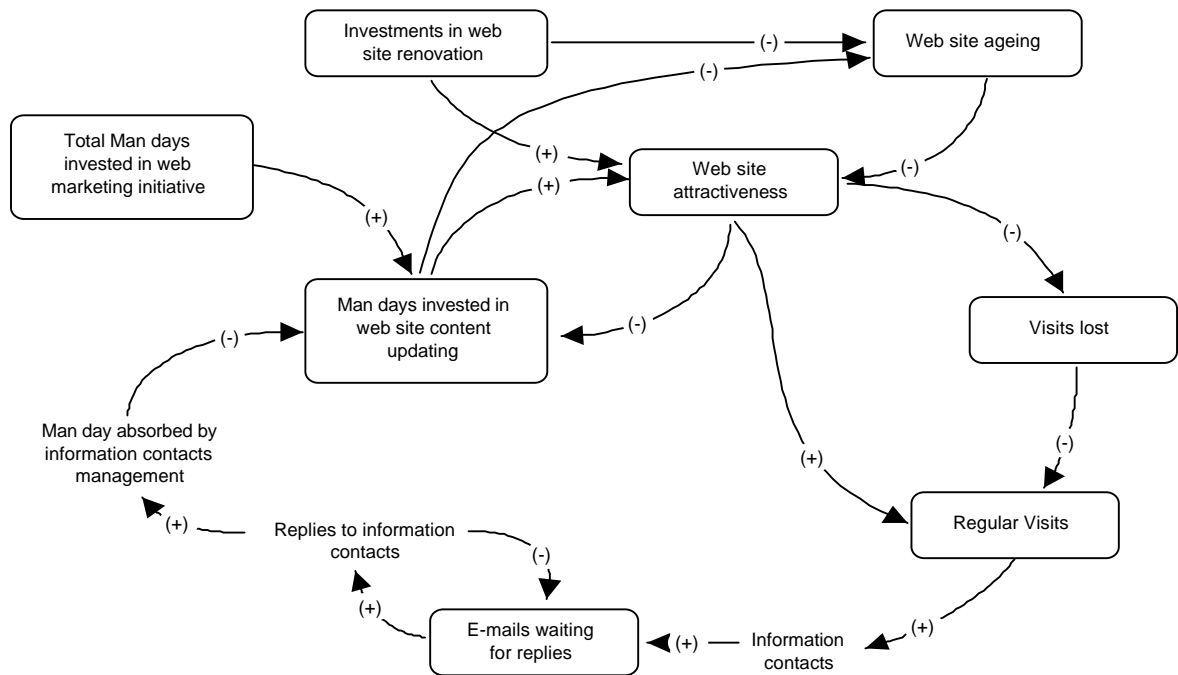 Investments in web
site renovation
(-)
Web site ageing
(-)
Total Man days
invested in web
marketing initiative
(+)
Web site
attractiveness
(-)
(+)
(+)
(-)
Man days invested in
web site content
updating
(-)
(-)
Visits lost
Man day absorbed by
information contacts
management
(+)
(-)
Regular Visits
(+)
Replies to information
contacts
(-)
(+)
E-mails waiting
for replies
(+)
Information
contacts
(+)